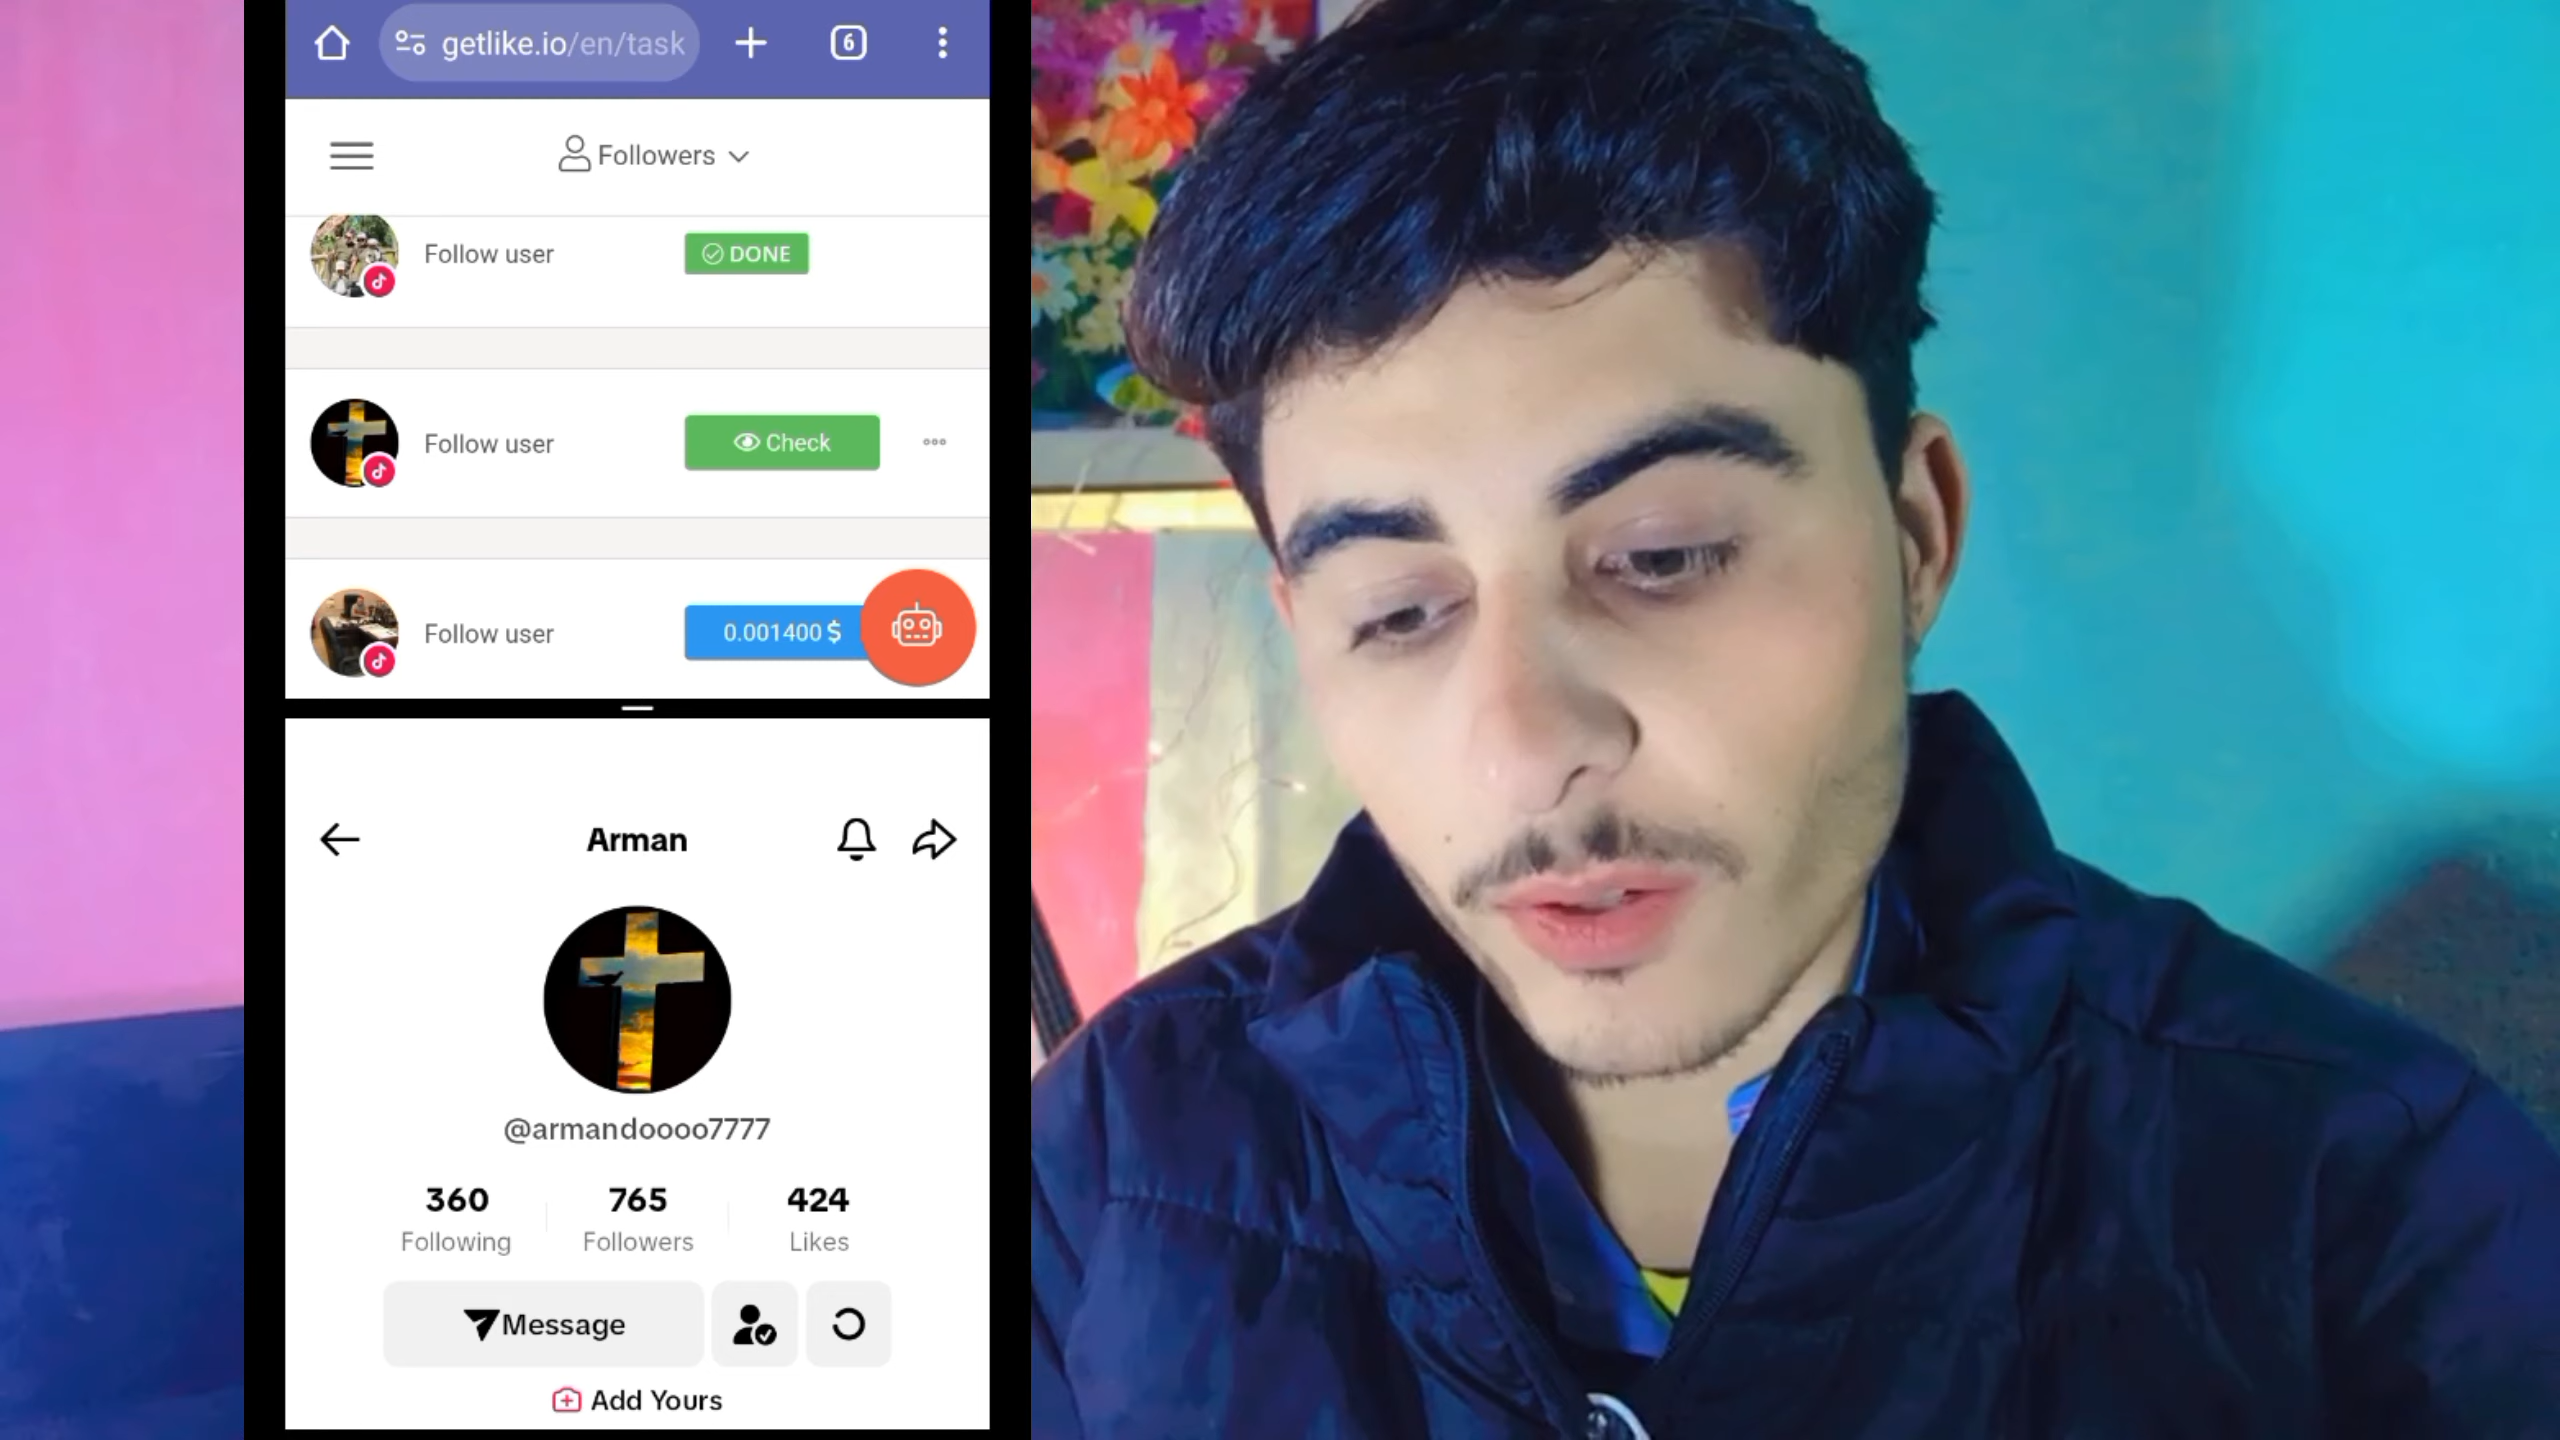 getlike.io/en/task
6
Followers
Follow user
DONE
Follow user
Check
Follow user
0.001400 $
Arman
@armandoooo7777
360
765
424
Following
Followers
Likes
Message
Add Yours